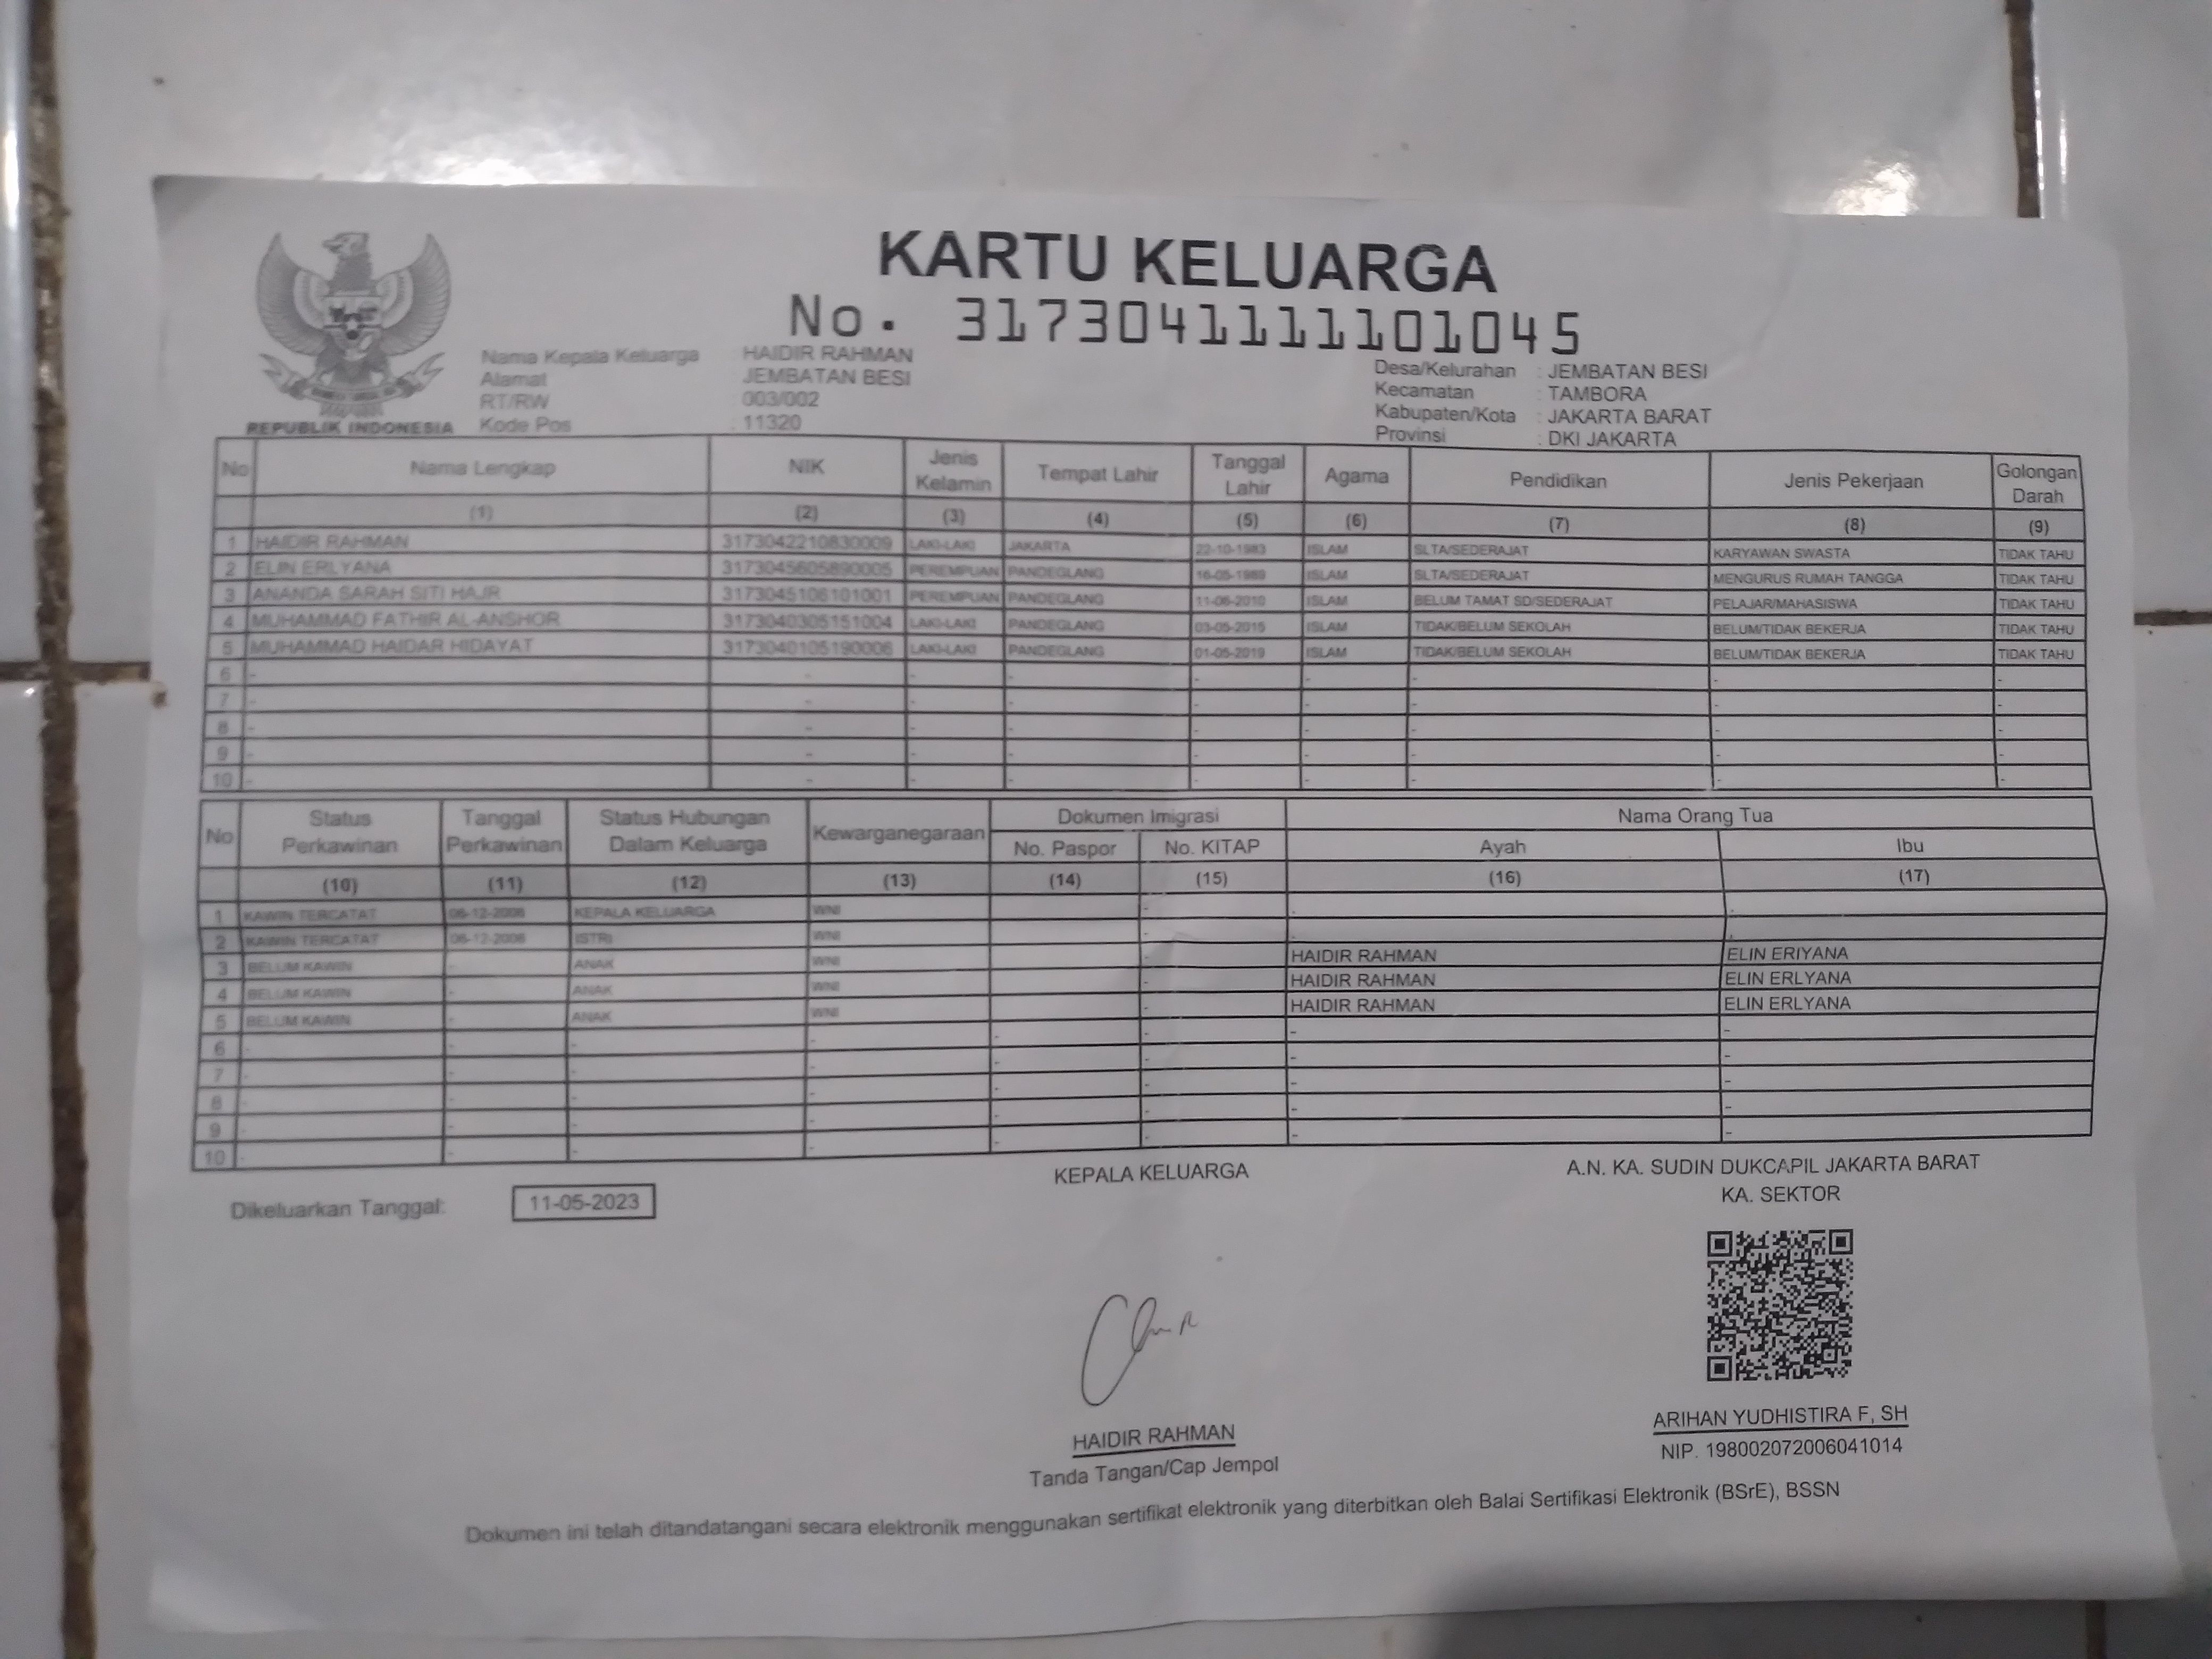 KARTU KELUARGA
No. 3173041111101045
REPUBLIK INDONESIA
Nama Kepala Keluarga : HAIDIR RAHMAN
Alamat : JEMBATAN BESI
RT/RW : 003/002
Kode Pos : 11320
Desa/Kelurahan : JEMBATAN BESI
Kecamatan : TAMBORA
Kabupaten/Kota : JAKARTA BARAT
Provinsi : DKI JAKARTA
No Nama Lengkap NIK Jenis Kelamin Tempat Lahir Tanggal Lahir Agama Pendidikan Jenis Pekerjaan Golongan Darah
(1) (2) (3) (4) (5) (6) (7) (8) (9)
1 HAIDIR RAHMAN 3173042210830009 LAKI-LAKI JAKARTA 22-10-1983 ISLAM SLTA/SEDERAJAT KARYAWAN SWASTA TIDAK TAHU
2 ELIN ERLYANA 3173045605890005 PEREMPUAN PANDEGLANG 16-05-1989 ISLAM SLTA/SEDERAJAT MENGURUS RUMAH TANGGA TIDAK TAHU
3 ANANDA SARAH SITI HAJR 3173045106101001 PEREMPUAN PANDEGLANG 11-06-2010 ISLAM BELUM TAMAT SD/SEDERAJAT PELAJAR/MAHASISWA TIDAK TAHU
4 MUHAMMAD FATHIR AL-ANSHOR 3173040305151004 LAKI-LAKI PANDEGLANG 03-05-2015 ISLAM TIDAK/BELUM SEKOLAH BELUM/TIDAK BEKERJA TIDAK TAHU
5 MUHAMMAD HAIDAR HIDAYAT 3173040105190006 LAKI-LAKI PANDEGLANG 01-05-2019 ISLAM TIDAK/BELUM SEKOLAH BELUM/TIDAK BEKERJA TIDAK TAHU
6 - - - - - - - - -
7 - - - - - - - - -
8 - - - - - - - - -
9 - - - - - - - - -
10 - - - - - - - - -
No Status Perkawinan Tanggal Perkawinan Status Hubungan Dalam Keluarga Kewarganegaraan Dokumen Imigrasi Nama Orang Tua
No. Paspor No. KITAP Ayah Ibu
(10) (11) (12) (13) (14) (15) (16) (17)
1 KAWIN TERCATAT 06-12-2008 KEPALA KELUARGA WNI - . .
2 KAWIN TERCATAT 06-12-2008 ISTRI WNI - . .
3 BELUM KAWIN - ANAK WNI - HAIDIR RAHMAN ELIN ERIYANA
4 BELUM KAWIN - ANAK WNI - HAIDIR RAHMAN ELIN ERLYANA
5 BELUM KAWIN - ANAK WNI - HAIDIR RAHMAN ELIN ERLYANA
6 - - - - - - - -
7 - - - - - - - -
8 - - - - - - - -
9 - - - - - - - -
10 - - - - - - - -
Dikeluarkan Tanggal: 11-05-2023
KEPALA KELUARGA
HAIDIR RAHMAN
Tanda Tangan/Cap Jempol
A.N. KA. SUDIN DUKCAPIL JAKARTA BARAT
KA. SEKTOR
ARIHAN YUDHISTIRA F, SH
NIP. 198002072006041014
Dokumen ini telah ditandatangani secara elektronik menggunakan sertifikat elektronik yang diterbitkan oleh Balai Sertifikasi Elektronik (BSrE), BSSN